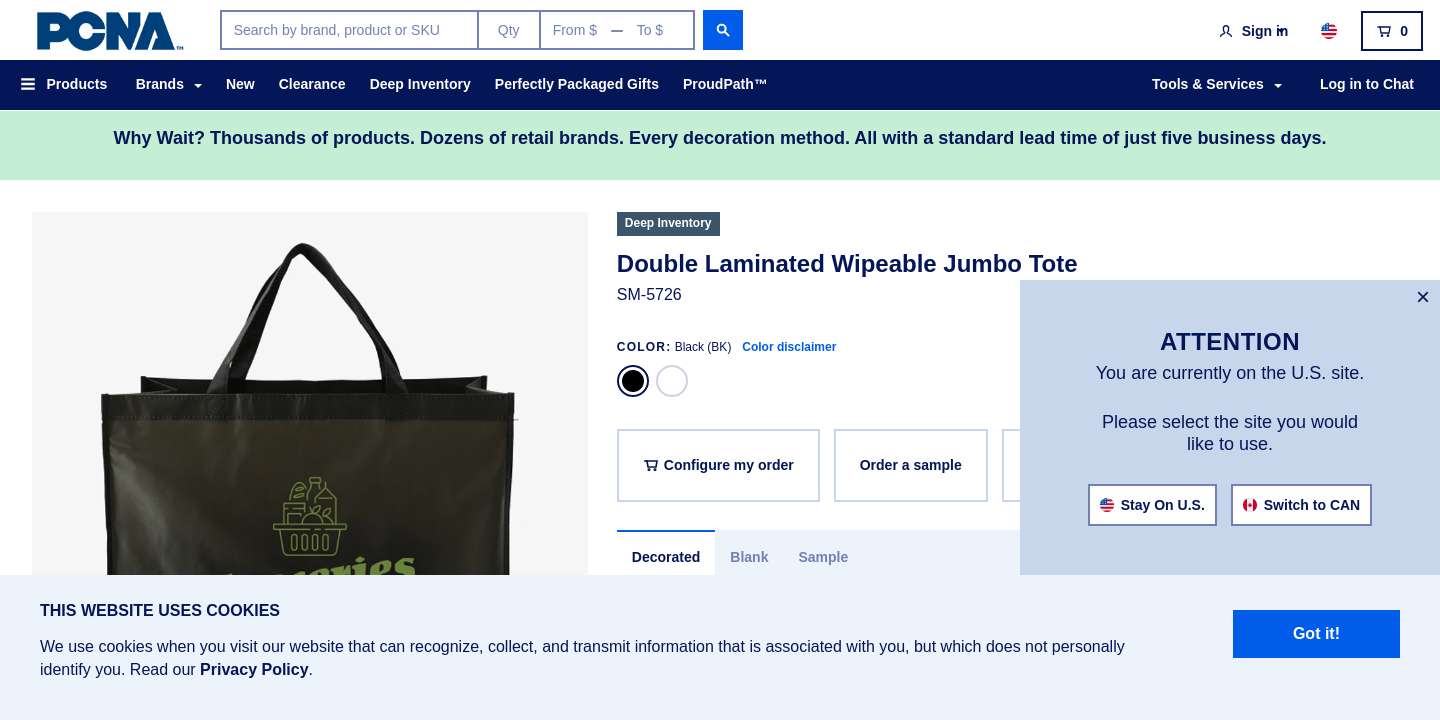 PCNA™
Search by brand, product or SKU
Qty
From $ — To $
Sign in
0
Products
Brands
New
Clearance
Deep Inventory
Perfectly Packaged Gifts
ProudPath™
Tools & Services
Log in to Chat
Why Wait? Thousands of products. Dozens of retail brands. Every decoration method. All with a standard lead time of just five business days.
Deep Inventory
Double Laminated Wipeable Jumbo Tote
SM-5726
COLOR: Black (BK) Color disclaimer
Configure my order
Order a sample
Decorated
Blank
Sample
×
ATTENTION
You are currently on the U.S. site.
Please select the site you would
like to use.
Stay On U.S.
Switch to CAN
THIS WEBSITE USES COOKIES
We use cookies when you visit our website that can recognize, collect, and transmit information that is associated with you, but which does not personally
identify you. Read our Privacy Policy.
Got it!